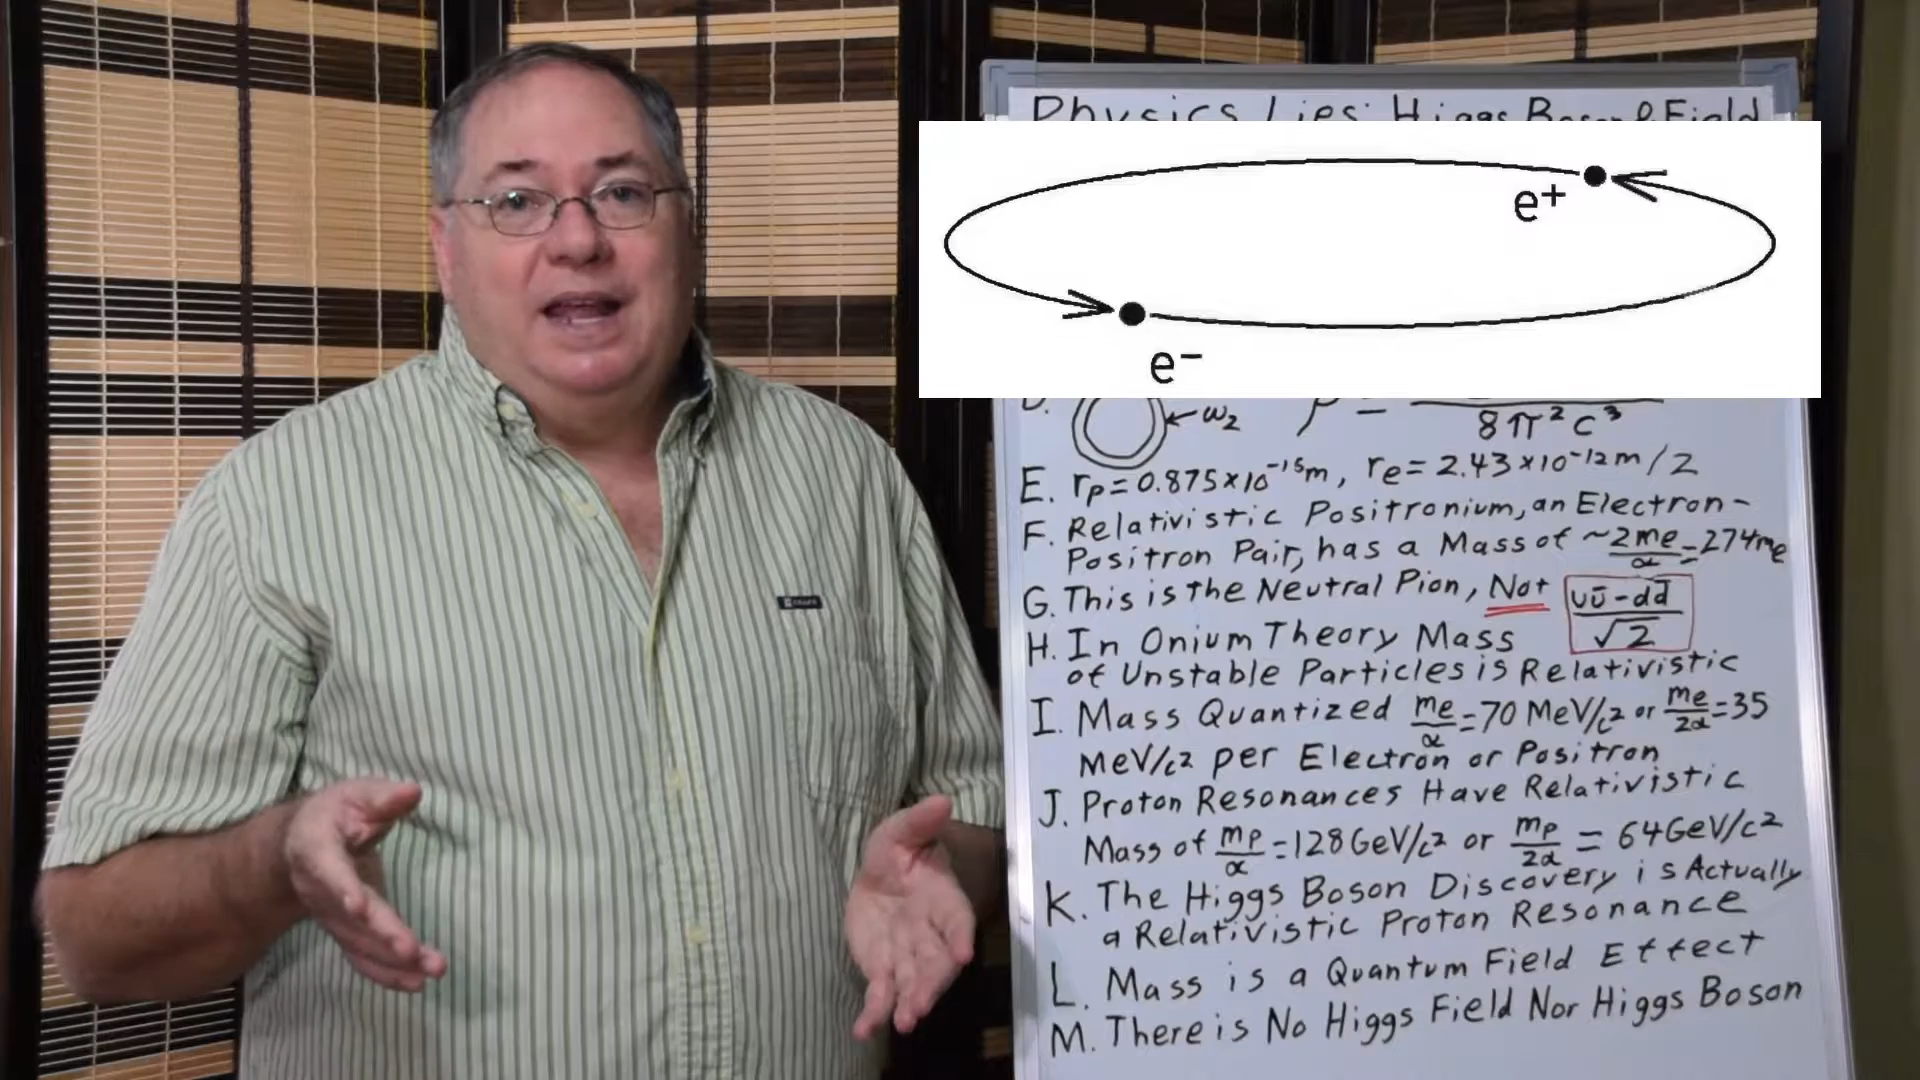 Physics Lies: Higgs Boson & Field
e+
e-
D.
← ω2
ρ =
8π²c³
E. rp=0.875×10⁻¹⁵m, re=2.43×10⁻¹²m/2
F. Relativistic Positronium, an Electron-
Positron Pair, has a Mass of ~2me/α=274me
G. This is the Neutral Pion, Not uū-dd̄/√2
H. In Onium Theory Mass
of Unstable Particles is Relativistic
I. Mass Quantized me/α=70 MeV/c² or me/2α=35
MeV/c² per Electron or Positron
J. Proton Resonances Have Relativistic
Mass of mp/α=128GeV/c² or mp/2α = 64GeV/c²
K. The Higgs Boson Discovery is Actually
a Relativistic Proton Resonance
L. Mass is a Quantum Field Effect
M. There is No Higgs Field Nor Higgs Boson